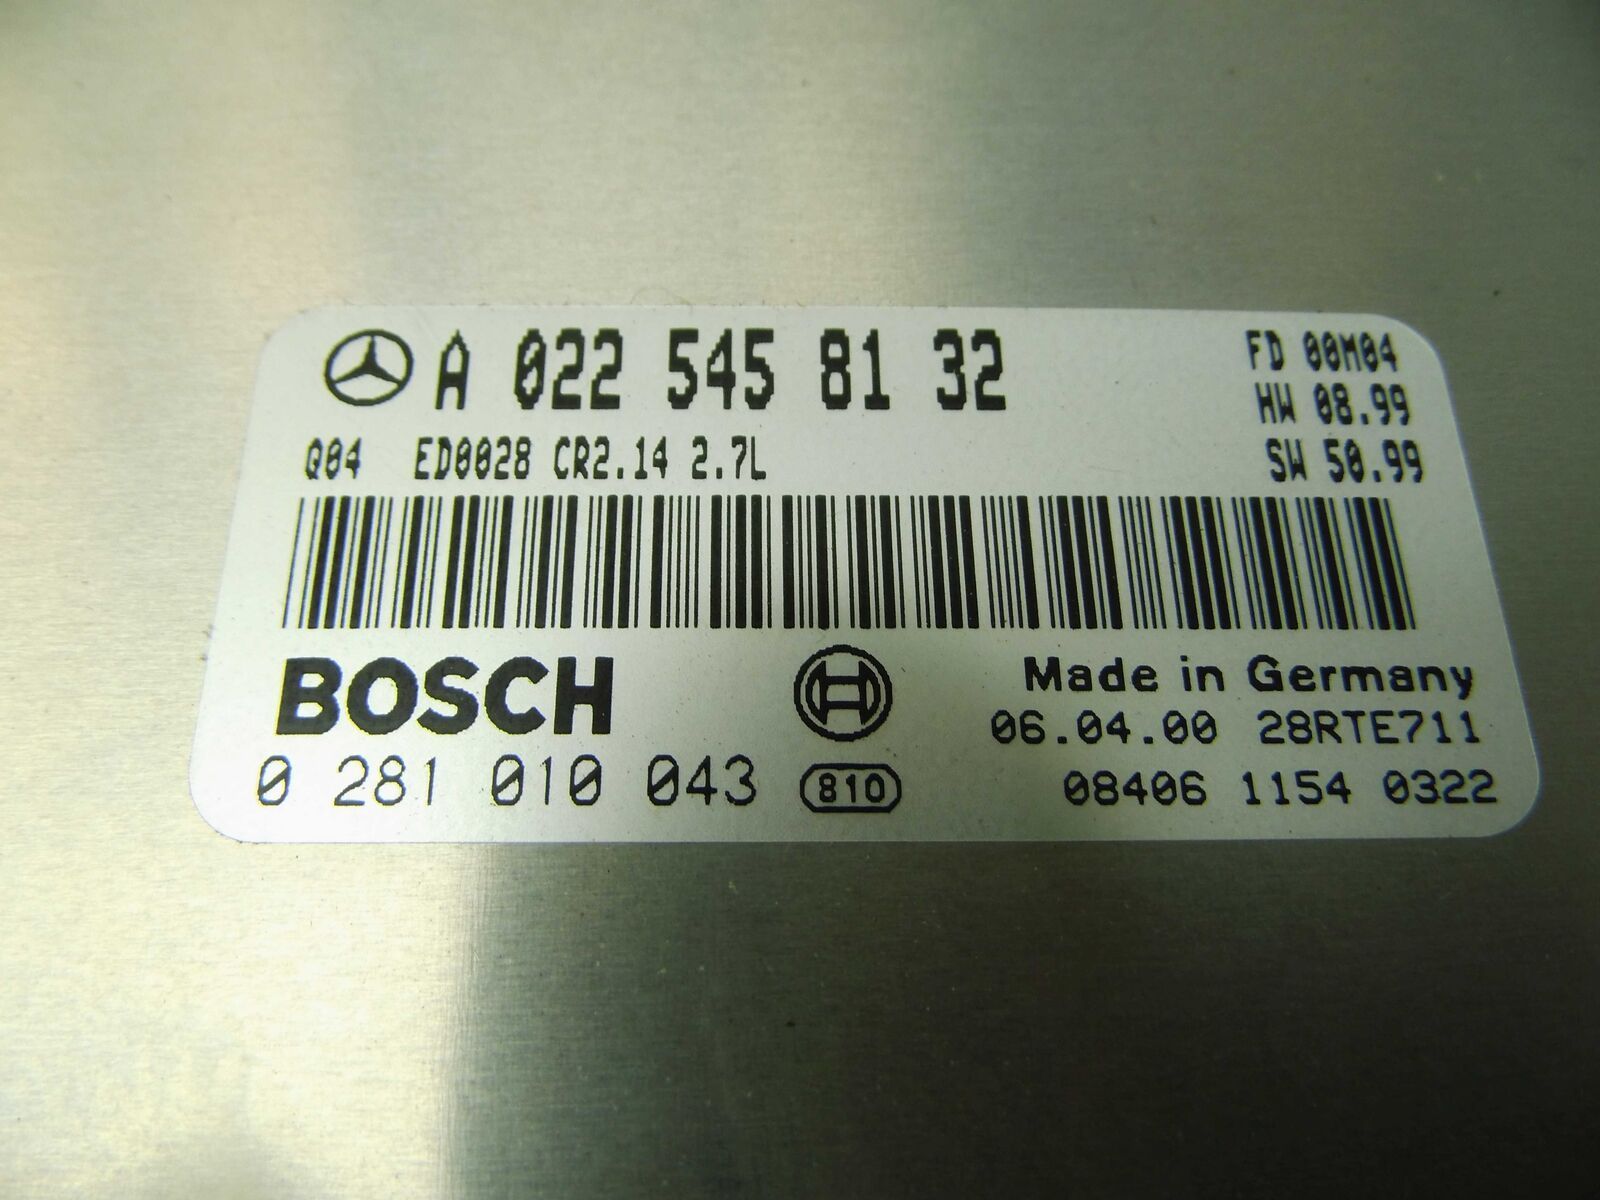 A 022 545 81 32
FD 00M04
HW 08.99
Q04 ED0028 CR2.14 2.7L
SW 50.99
BOSCH
Made in Germany
06.04.00 28RTE711
0 281 010 043
810
08406 1154 0322